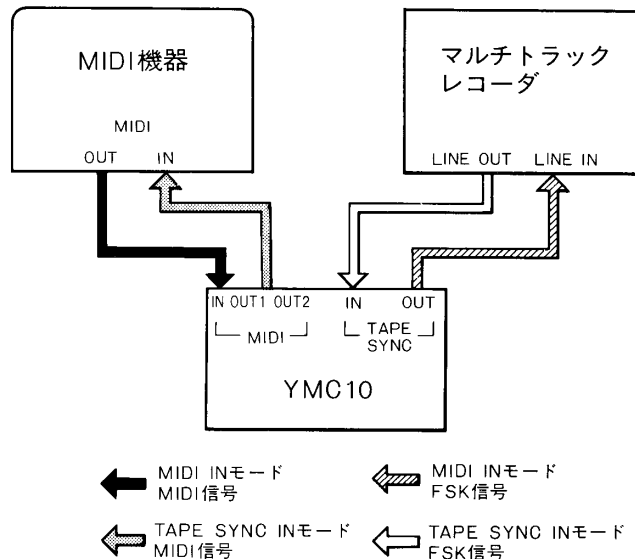 MIDI機器
MIDI
OUT IN
マルチトラック
レコーダ
LINE OUT LINE IN
IN OUT1 OUT2
MIDI
IN OUT
TAPE
SYNC
YMC10
MIDI INモード
MIDI信号
MIDI INモード
FSK信号
TAPE SYNC INモード
MIDI信号
TAPE SYNC INモード
FSK信号